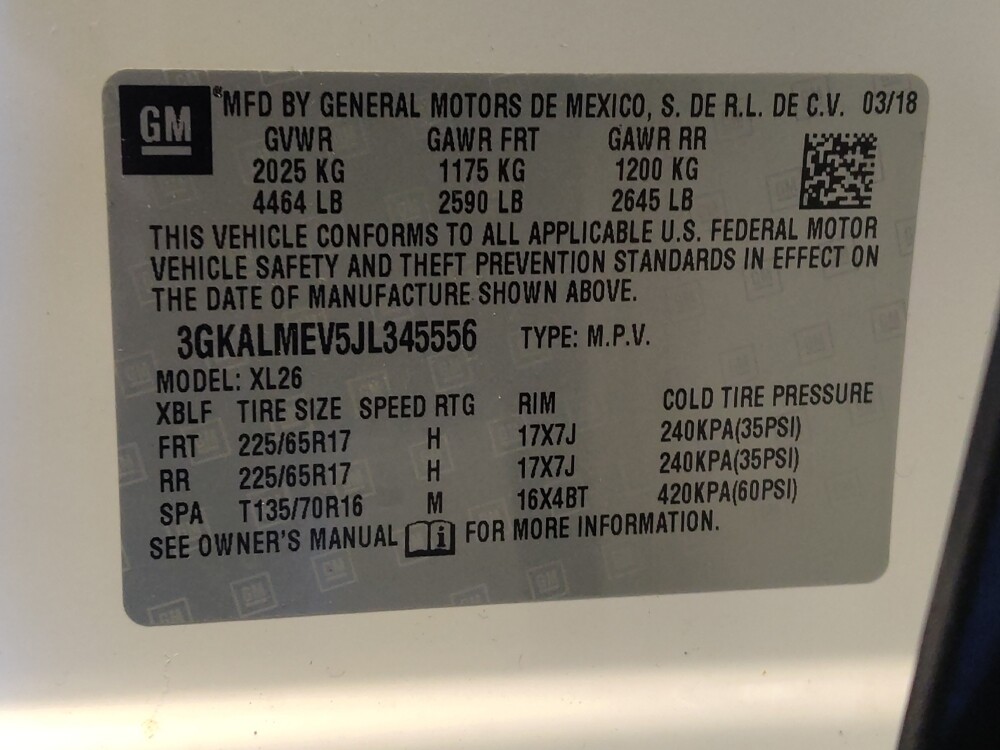 GM ®MFD BY GENERAL MOTORS DE MEXICO, S. DE R.L. DE C.V. 03/18
GVWR GAWR FRT GAWR RR
2025 KG 1175 KG 1200 KG
4464 LB 2590 LB 2645 LB
THIS VEHICLE CONFORMS TO ALL APPLICABLE U.S. FEDERAL MOTOR
VEHICLE SAFETY AND THEFT PREVENTION STANDARDS IN EFFECT ON
THE DATE OF MANUFACTURE SHOWN ABOVE.
3GKALMEV5JL345556 TYPE: M.P.V.
MODEL: XL26
XBLF TIRE SIZE SPEED RTG RIM COLD TIRE PRESSURE
FRT 225/65R17 H 17X7J 240KPA(35PSI)
RR 225/65R17 H 17X7J 240KPA(35PSI)
SPA T135/70R16 M 16X4BT 420KPA(60PSI)
SEE OWNER'S MANUAL i FOR MORE INFORMATION.